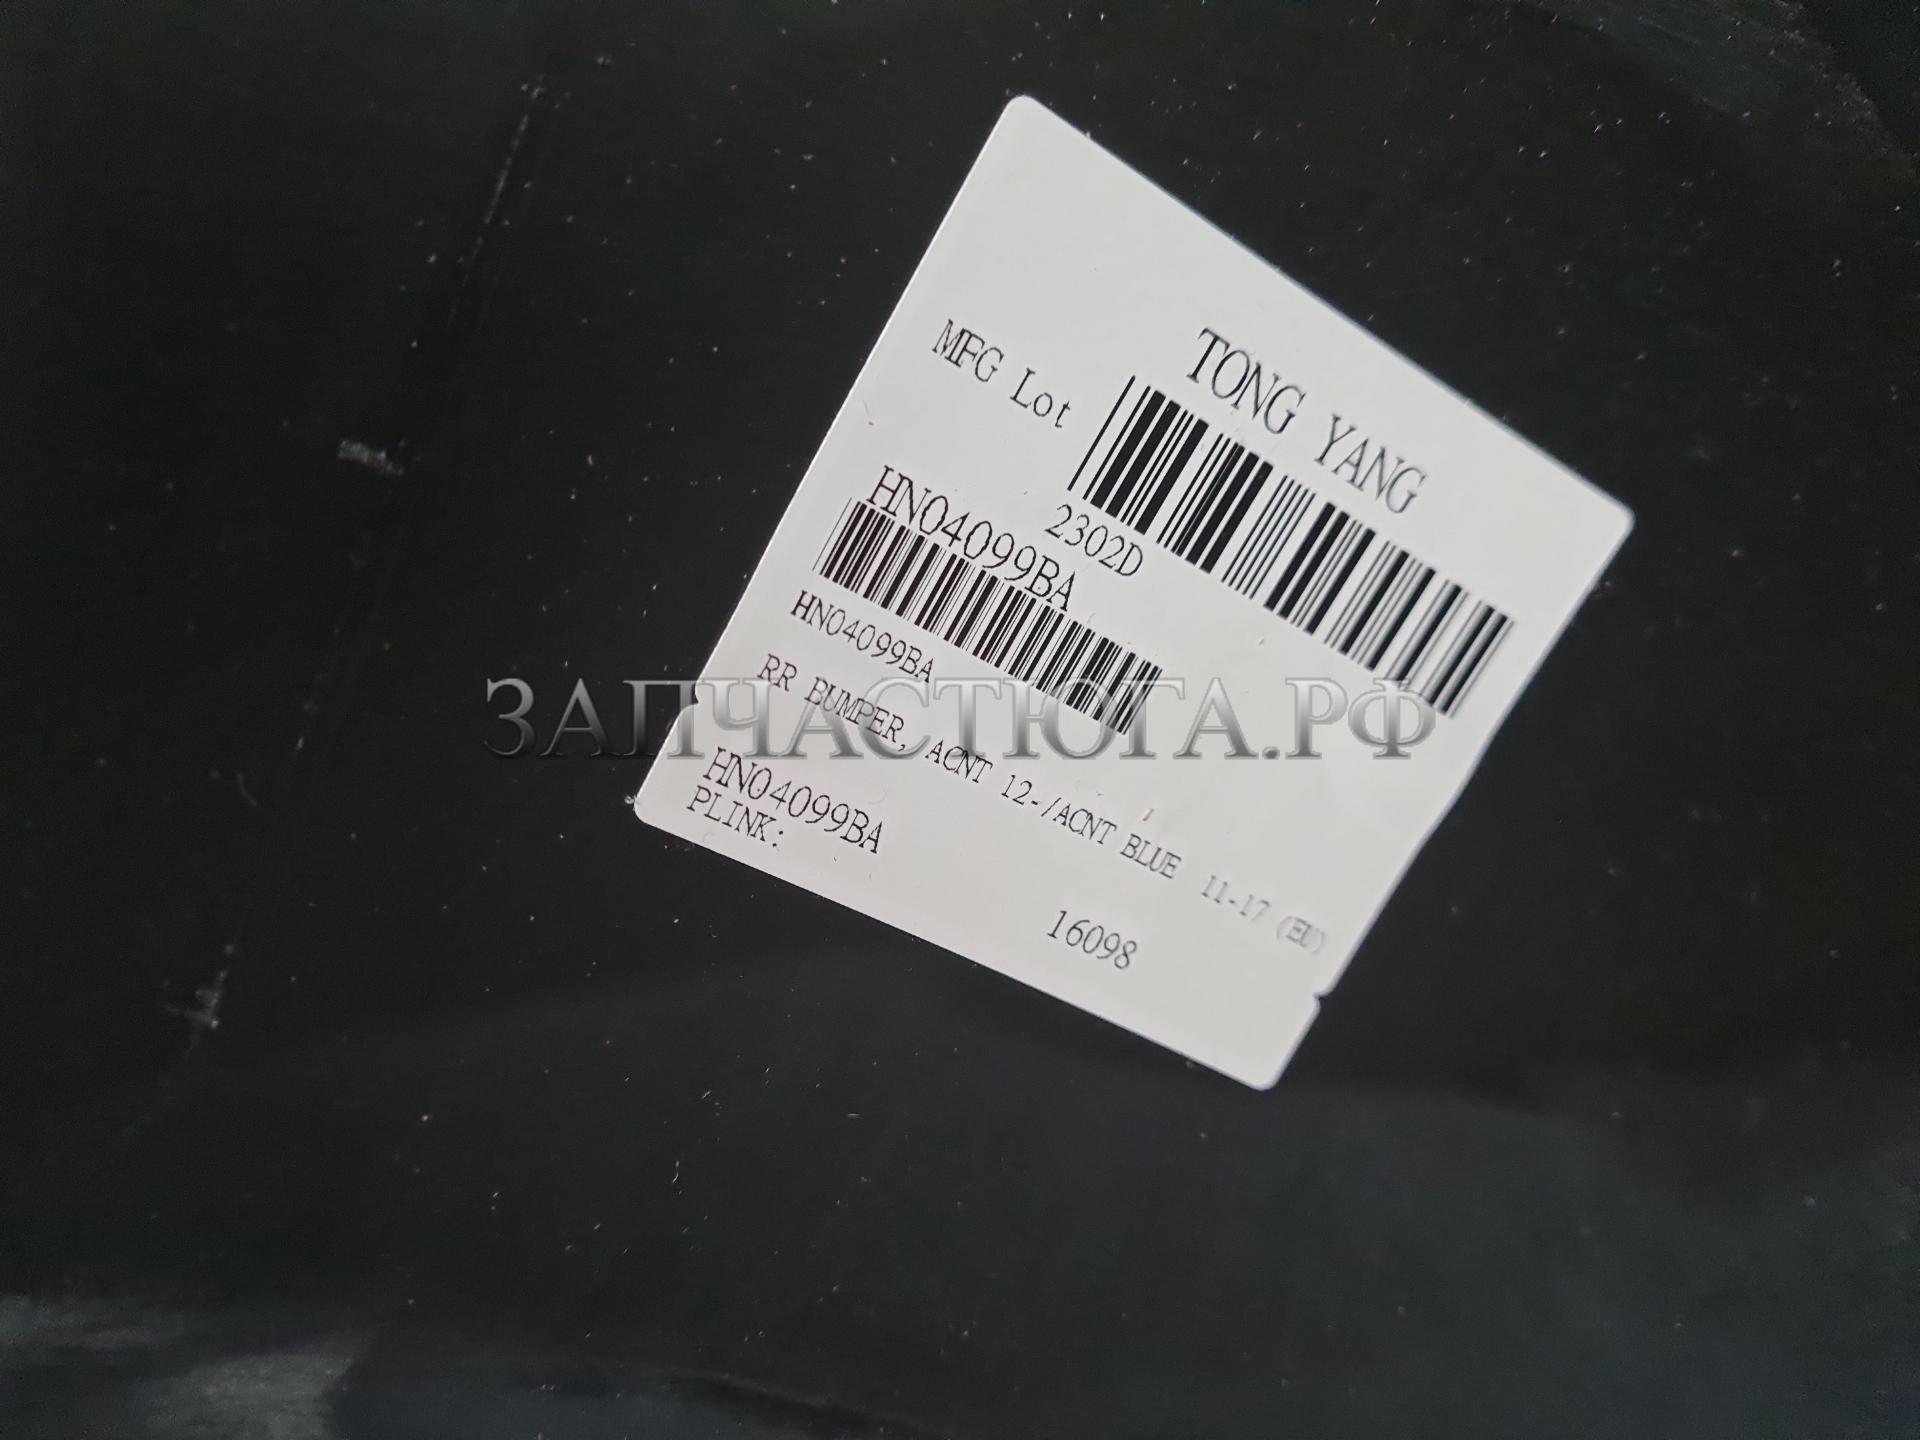 TONG YANG
MFG Lot
2302D
HN04099BA
HN04099BA
RR BUMPER, ACNT 12-/ACNT BLUE 11-17 (EU)
HN04099BA
PLINK:
16098
ЗАПЧАСТЮГА.РФ